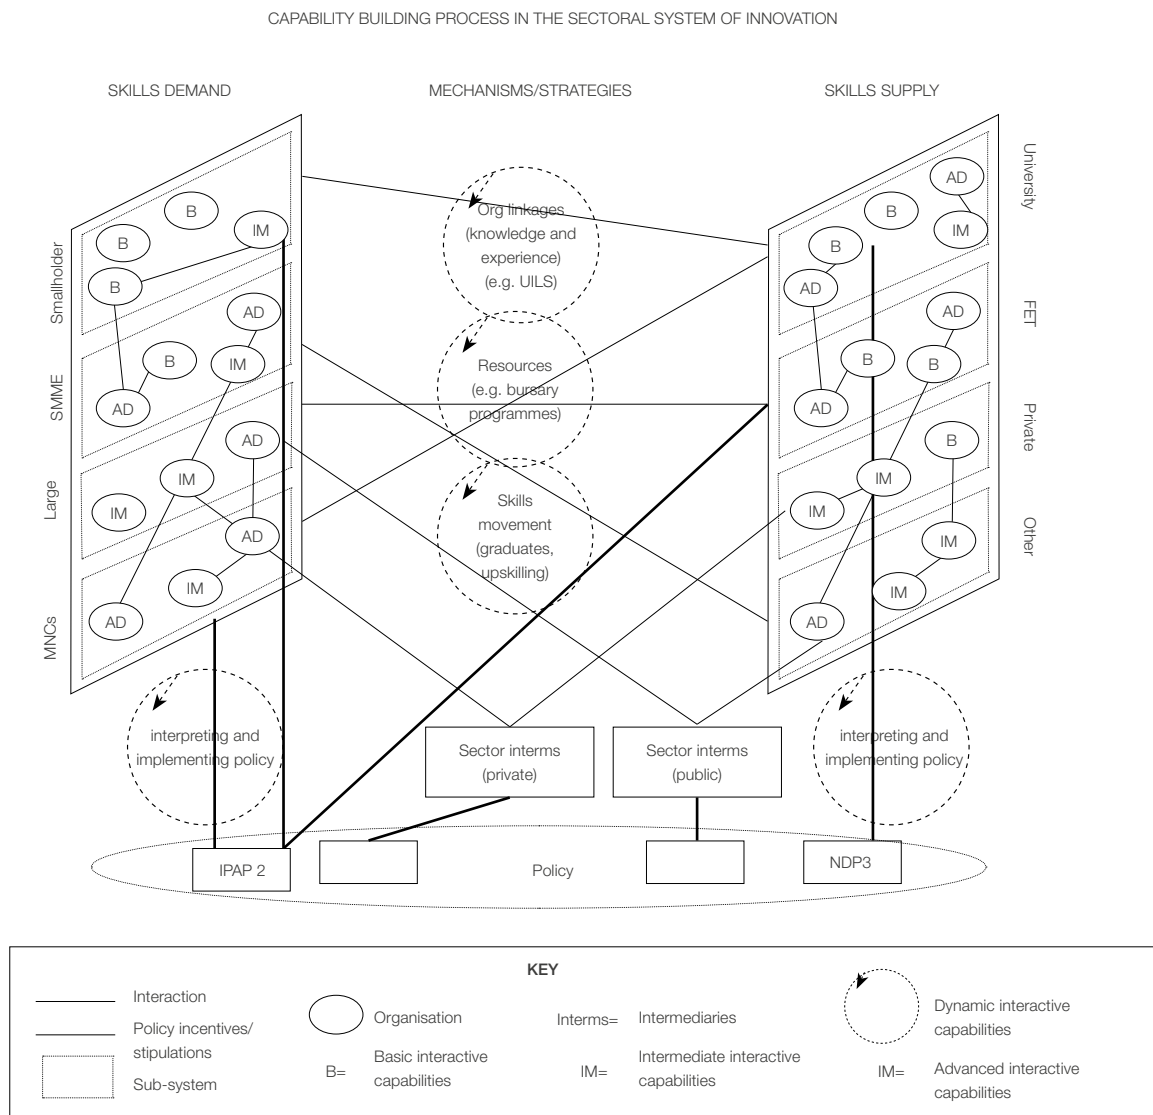 CAPABILITY BUILDING PROCESS IN THE SECTORAL SYSTEM OF INNOVATION
SKILLS DEMAND
MECHANISMS/STRATEGIES
SKILLS SUPPLY
Smallholder
SMME
Large
MNCs
B
B
IM
B
AD
B
IM
AD
AD
IM
IM
AD
IM
AD
Org linkages
(knowledge and
experience)
(e.g. UILS)
Resources
(e.g. bursary
programmes)
Skills
movement
(graduates,
upskilling)
University
FET
Private
Other
AD
B
IM
B
AD
AD
B
B
AD
B
IM
IM
IM
IM
AD
interpreting and
implementing policy
Sector interms
(private)
Sector interms
(public)
interpreting and
implementing policy
IPAP 2
Policy
NDP3
KEY
Interaction
Policy incentives/
stipulations
Sub-system
Organisation
B=
Basic interactive
capabilities
Interms=
Intermediaries
IM=
Intermediate interactive
capabilities
Dynamic interactive
capabilities
IM=
Advanced interactive
capabilities